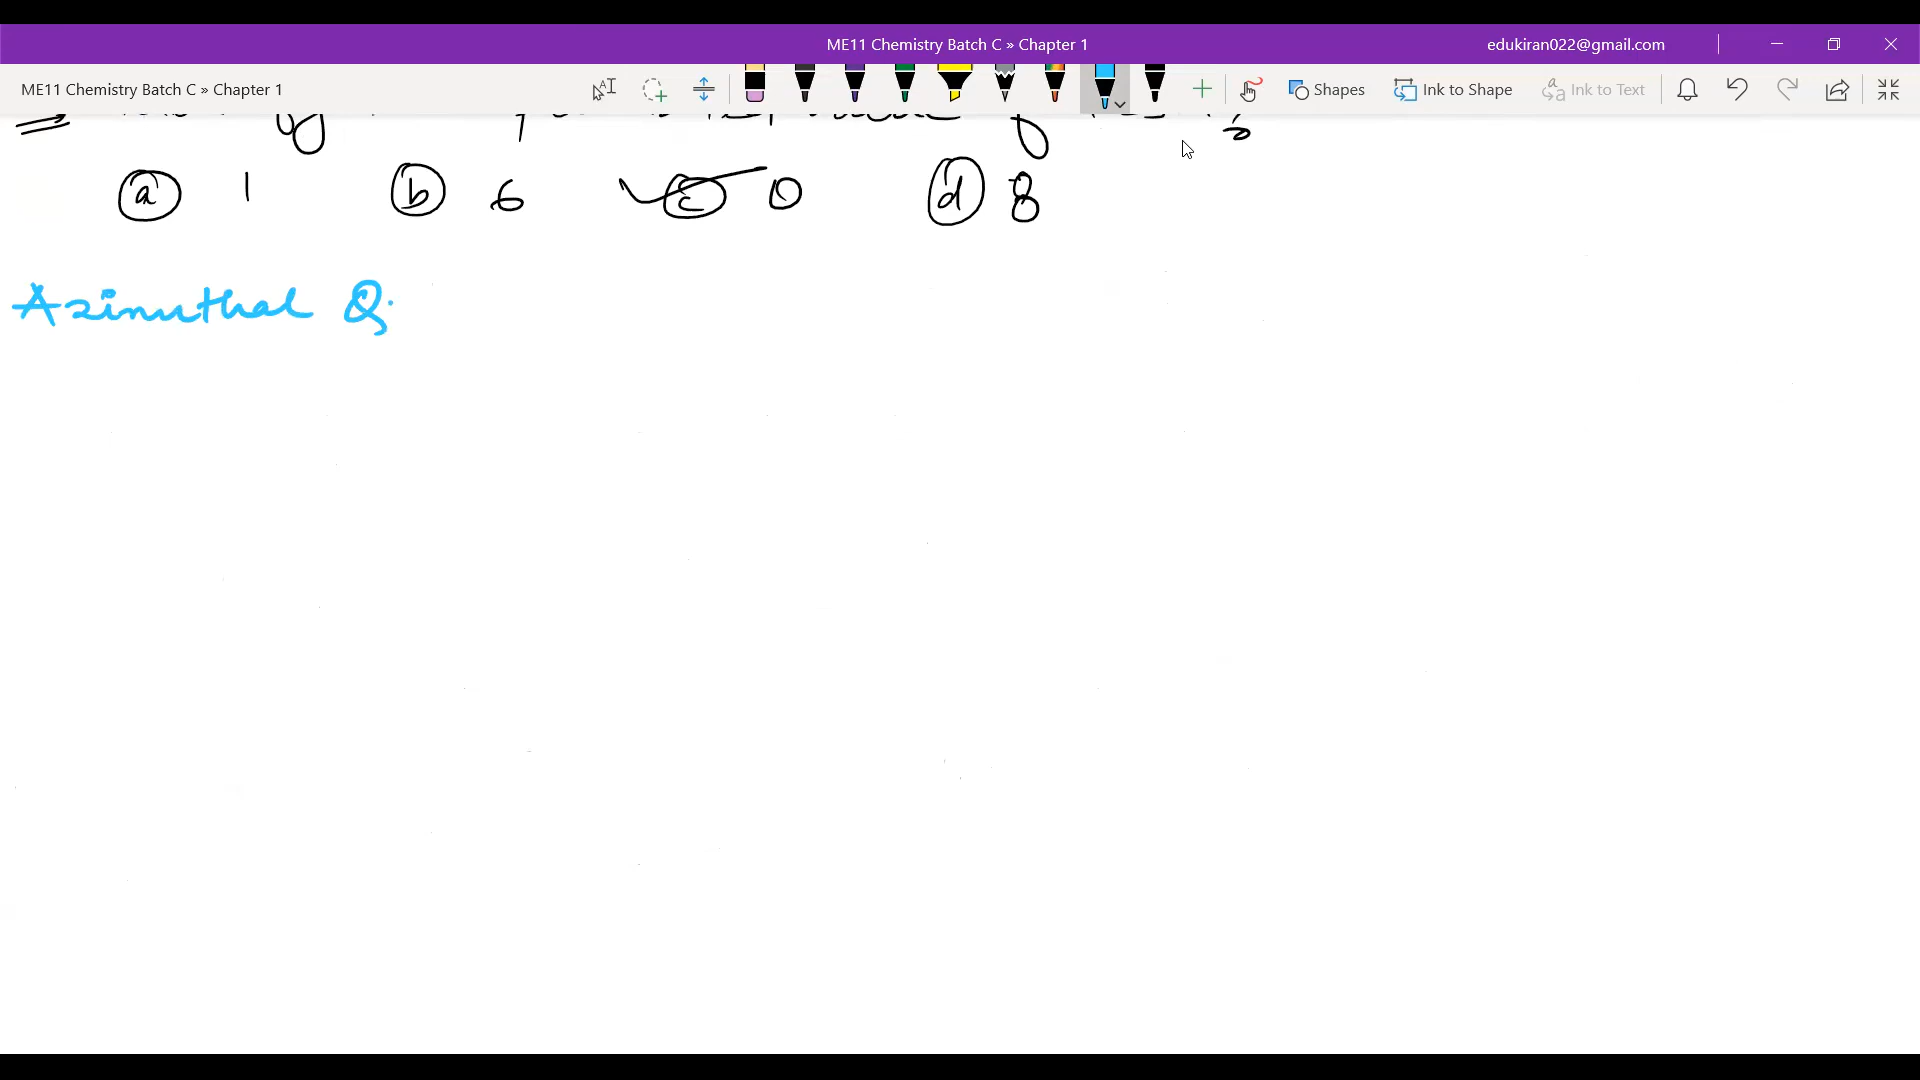 ME11 Chemistry Batch C » Chapter 1
edukiran022@gmail.com
ME11 Chemistry Batch C » Chapter 1
Shapes
Ink to Shape
Ink to Text
a 1 b 6 c 0 d 8
Azimuthal Q.